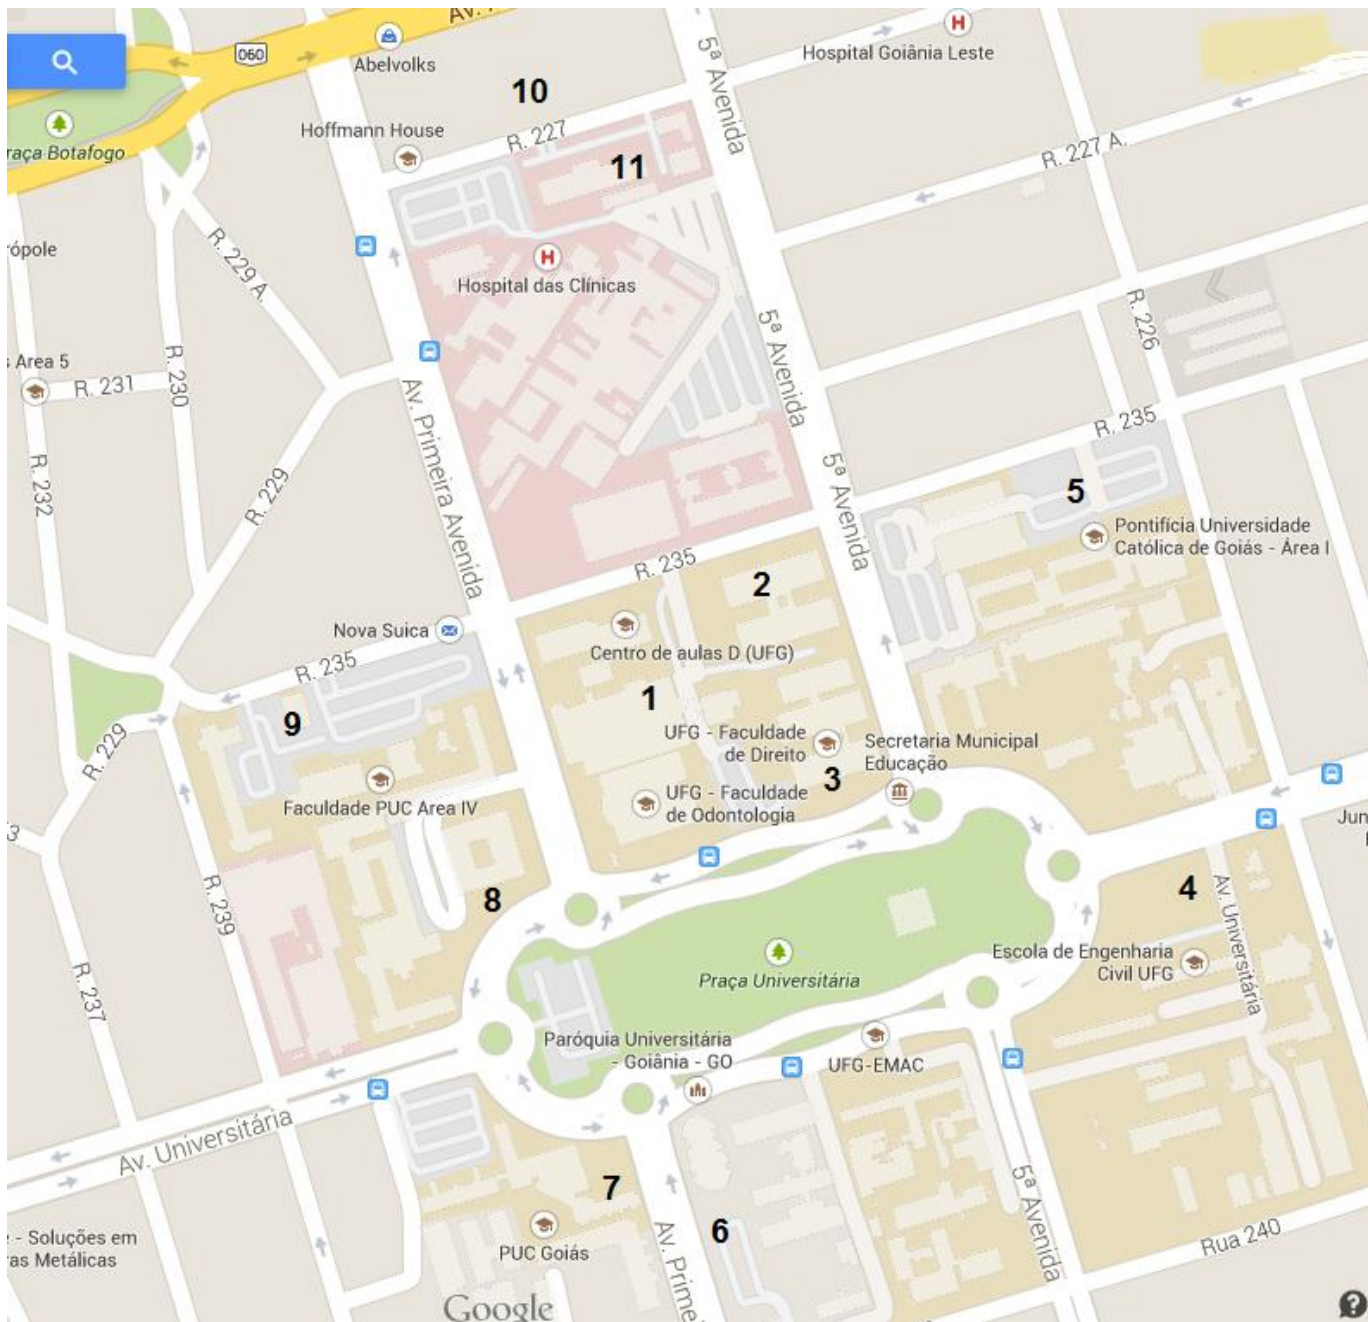 Av.
060
Abelvolks
5ª Avenida
Hospital Goiânia Leste
10
Hoffmann House
R. 227
raça Botafogo
11
R. 227 A.
rópole
R. 229 A.
Hospital das Clínicas
5ª Avenida
R. 226
s Area 5
R. 231
R. 230
Av. Primeira Avenida
R. 235
R. 232
R. 229
5ª Avenida
5
Pontifícia Universidade
Católica de Goiás - Área I
R. 235
2
Nova Suica
Centro de aulas D (UFG)
R. 235
1
9
R. 229
UFG - Faculdade
de Direito
3
Secretaria Municipal
Educação
Faculdade PUC Area IV
UFG - Faculdade
de Odontologia
3
Jun
R. 239
8
4
Av. Universitária
R. 237
Praça Universitária
Escola de Engenharia
Civil UFG
Paróquia Universitária
- Goiânia - GO
UFG-EMAC
Av. Universitária
7
6
5ª Avenida
Rua 240
- Soluções em
as Metálicas
PUC Goiás
Av. Prime
Google
?